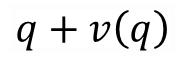 q + v(q)